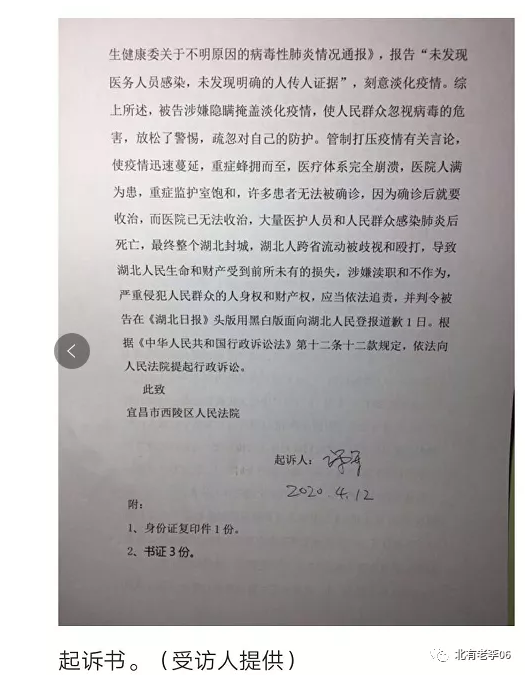 生健康委关于不明原因的病毒性肺炎情况通报》，报告“未发现
医务人员感染，未发现明确的人传人证据”，刻意淡化疫情。综
上所述，被告涉嫌隐瞒掩盖淡化疫情，使人民群众忽视病毒的危
害，放松了警惕，疏忽对自己的防护。管制打压疫情有关言论，
使疫情迅速蔓延，重症蜂拥而至，医疗体系完全崩溃，医院人满
为患，重症监护室饱和，许多患者无法被确诊，因为确诊后就要
收治，而医院已无法收治，大量医护人员和人民群众感染肺炎后
死亡，最终整个湖北封城，湖北人跨省流动被歧视和殴打，导致
湖北人民生命和财产受到前所未有的损失，涉嫌渎职和不作为，
严重侵犯人民群众的人身权和财产权，应当依法追责，并判令被
告在《湖北日报》头版用黑白版面向湖北人民登报道歉1日。根
据《中华人民共和国行政诉讼法》第十二条十二款规定，依法向
人民法院提起行政诉讼。
此致
宜昌市西陵区人民法院
起诉人：
2020.4.12
附：
1、身份证复印件1份。
2、书证3份。
起诉书。（受访人提供）
北有老李06